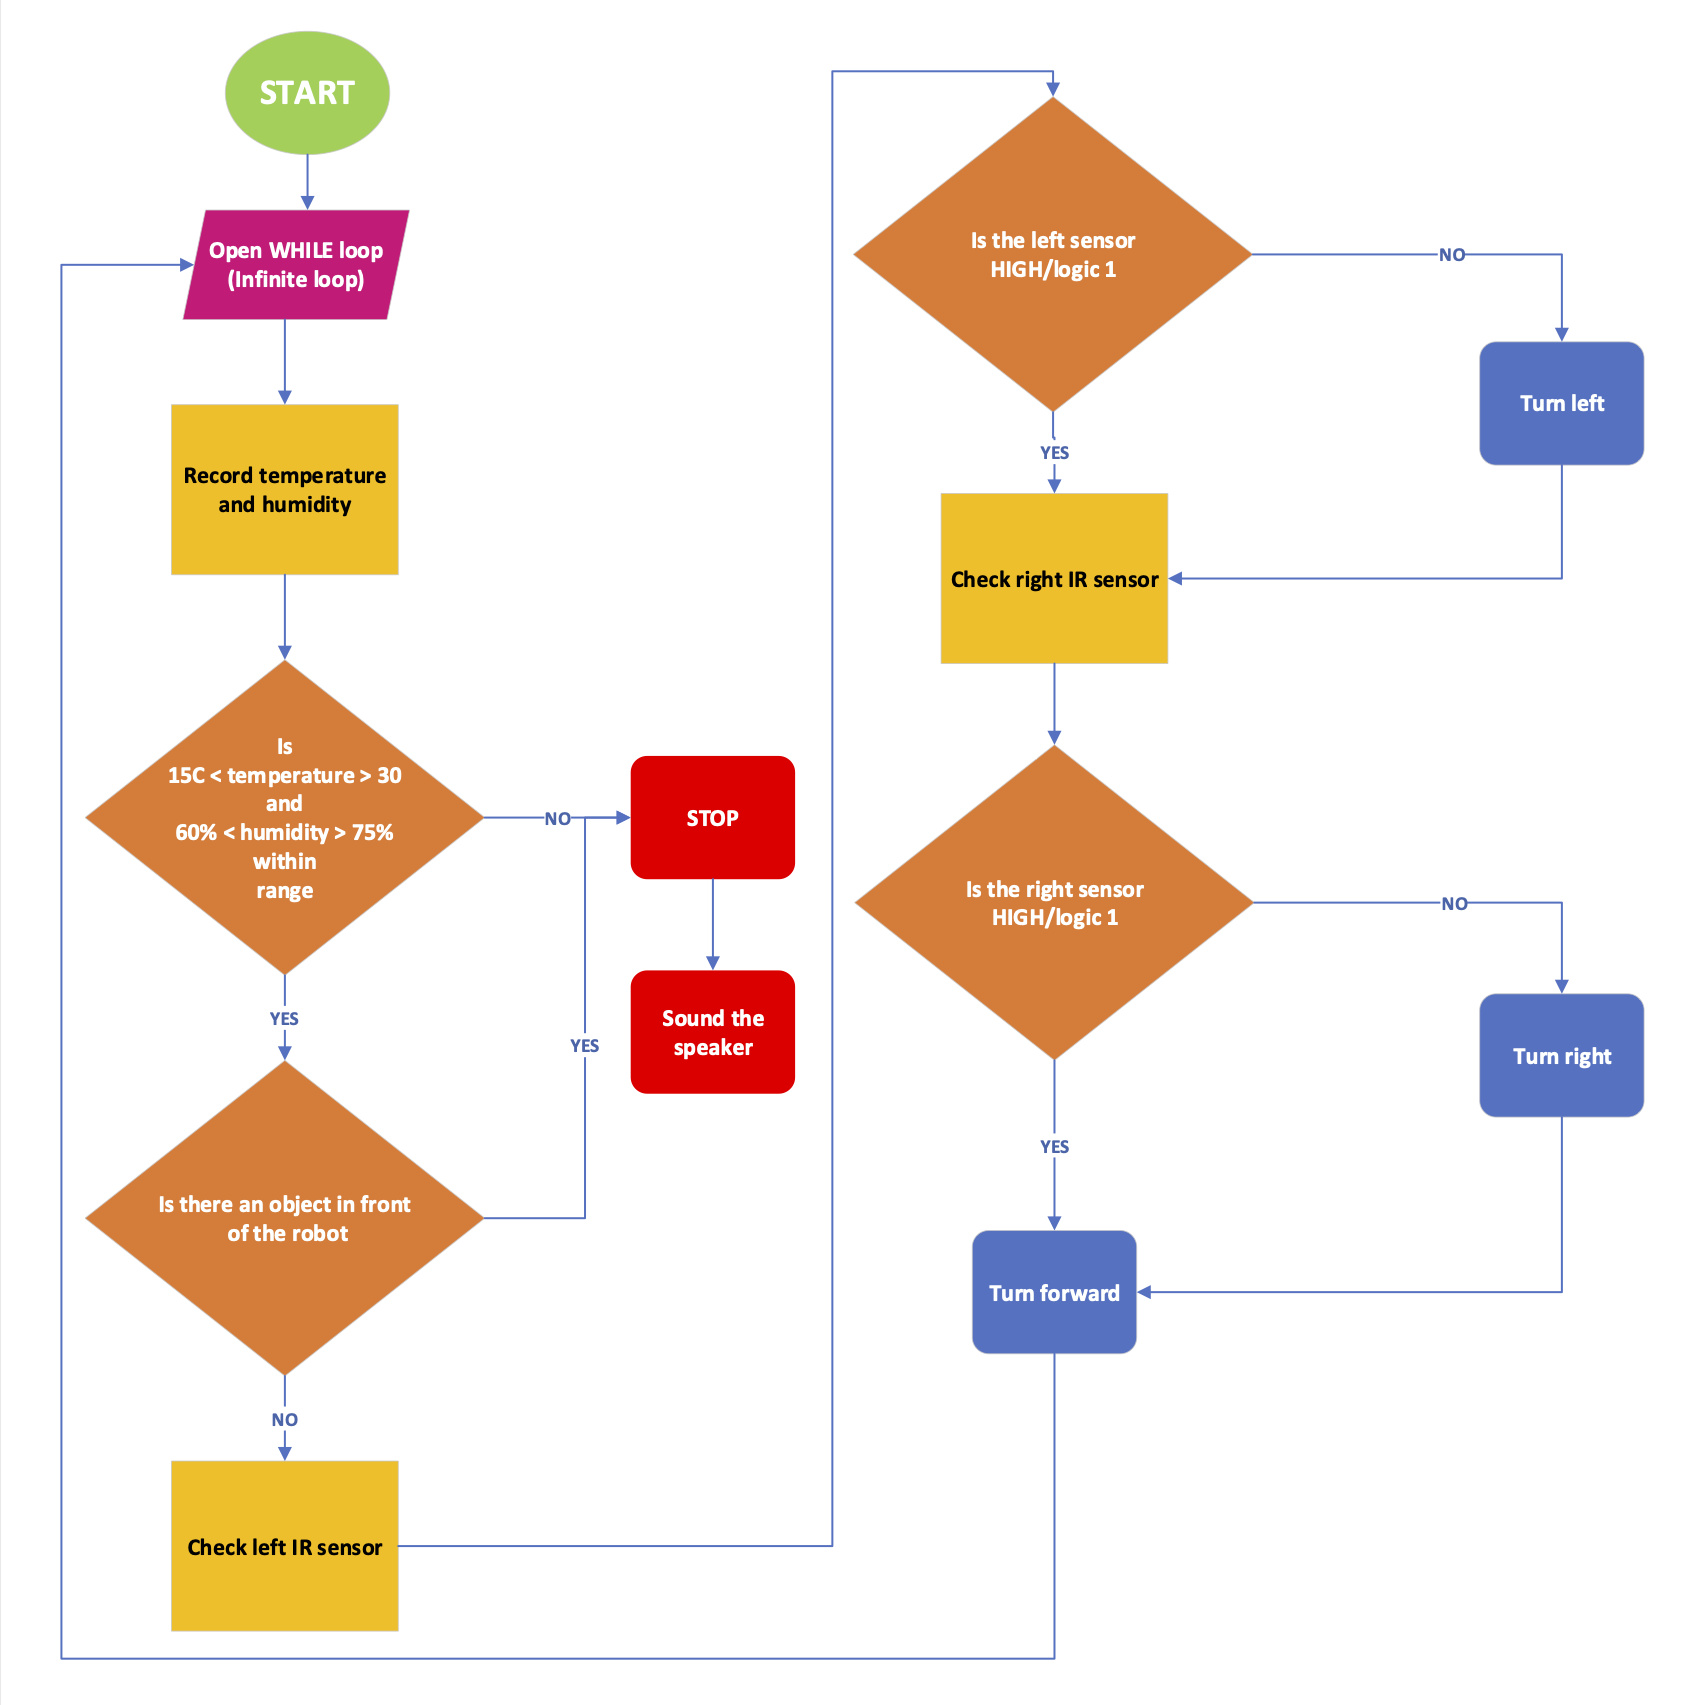 START
Open WHILE loop
(Infinite loop)
Record temperature
and humidity
Is
15C < temperature > 30
and
60% < humidity > 75%
within
range
NO
STOP
Sound the
speaker
YES
YES
Is there an object in front
of the robot
NO
Check left IR sensor
Is the left sensor
HIGH/logic 1
NO
Turn left
YES
Check right IR sensor
Is the right sensor
HIGH/logic 1
NO
Turn right
YES
Turn forward